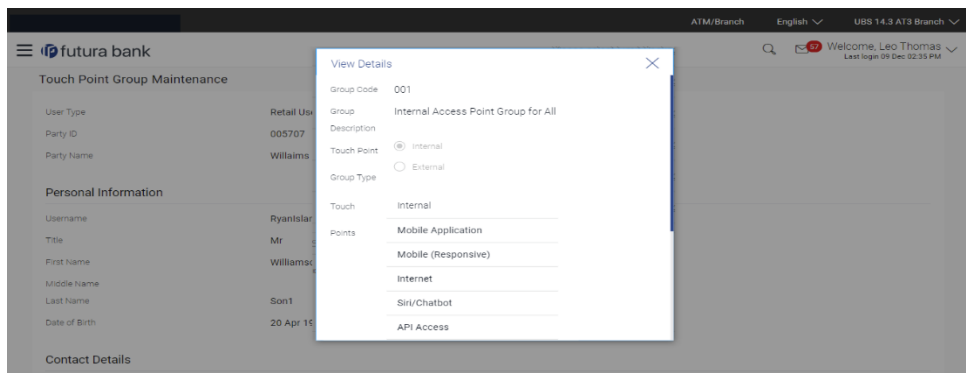 ATM/Branch English UBS 14.3 AT3 Branch
futura bank
57 Welcome, Leo Thomas
Last login 09 Dec 02:35 PM
Touch Point Group Maintenance
User Type Retail Use
Party ID 005707
Party Name Willaims
Personal Information
Username RyanIslar
Title Mr
First Name Williamso
Middle Name
Last Name Son1
Date of Birth 20 Apr 19
Contact Details
View Details
Group Code 001
Group Internal Access Point Group for All
Description
Touch Point Internal
External
Group Type
Touch Internal
Points Mobile Application
Mobile (Responsive)
Internet
Siri/Chatbot
API Access